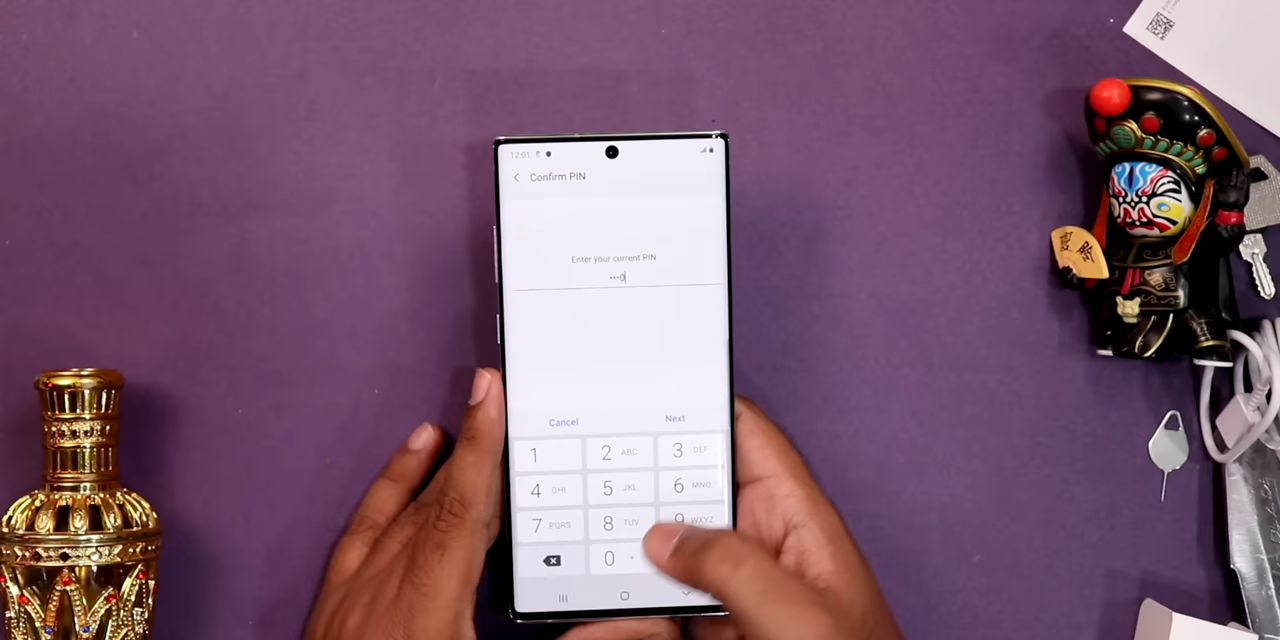 12:01
Confirm PIN
Enter your current PIN
•••0
Cancel Next
1 2 ABC 3 DEF
4 GHI 5 JKL 6 MNO
7 PQRS 8 TUV 9 WXYZ
0